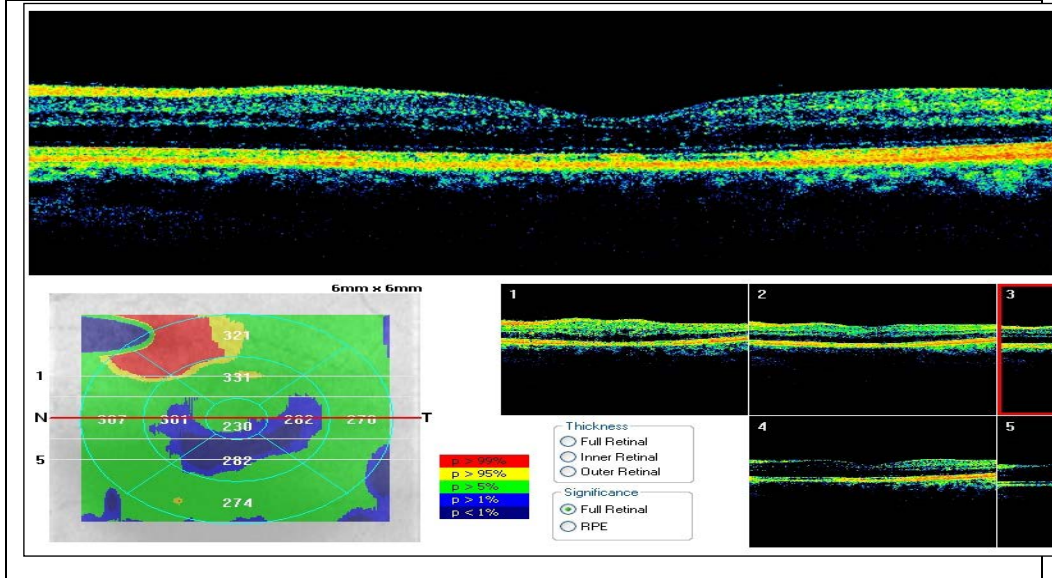 6mm x 6mm
1
2
3
321
1
331
N
307
301
230
282
278
T
5
282
274
p > 99%
p > 95%
p > 5%
p > 1%
p < 1%
Thickness
Full Retinal
Inner Retinal
Outer Retinal
Significance
Full Retinal
RPE
4
5